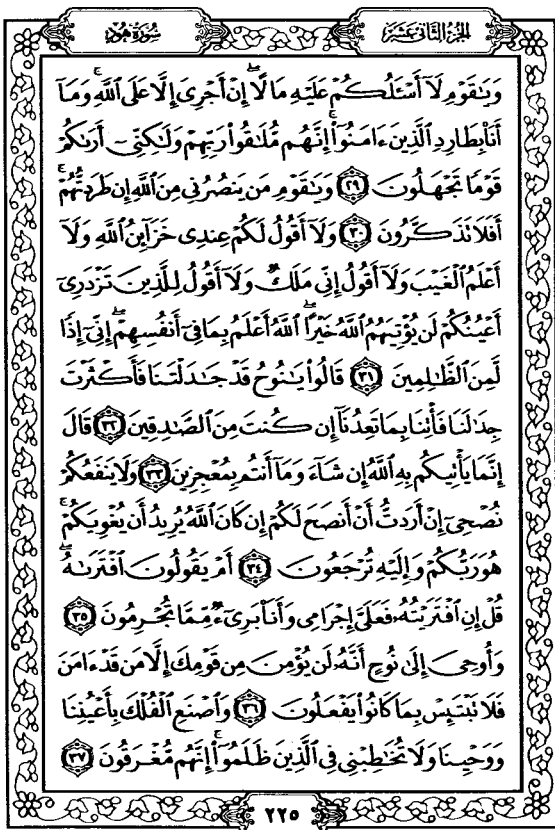 الجزء الثاني عشر
سورة هود
وَيَٰقَوْمِ لَآ أَسْـَٔلُكُمْ عَلَيْهِ مَالًا ۖ إِنْ أَجْرِىَ إِلَّا عَلَى ٱللَّهِ ۚ وَمَآ
أَنَا۠ بِطَارِدِ ٱلَّذِينَ ءَامَنُوٓا۟ ۚ إِنَّهُم مُّلَٰقُوا۟ رَبِّهِمْ وَلَٰكِنِّىٓ أَرَىٰكُمْ
قَوْمًا تَجْهَلُونَ ﴿٢٩﴾ وَيَٰقَوْمِ مَن يَنصُرُنِى مِنَ ٱللَّهِ إِن طَرَدتُّهُمْ ۚ
أَفَلَا تَذَكَّرُونَ ﴿٣٠﴾ وَلَآ أَقُولُ لَكُمْ عِندِى خَزَآئِنُ ٱللَّهِ وَلَآ
أَعْلَمُ ٱلْغَيْبَ وَلَآ أَقُولُ إِنِّى مَلَكٌ وَلَآ أَقُولُ لِلَّذِينَ تَزْدَرِىٓ
أَعْيُنُكُمْ لَن يُؤْتِيَهُمُ ٱللَّهُ خَيْرًا ۖ ٱللَّهُ أَعْلَمُ بِمَا فِىٓ أَنفُسِهِمْ ۖ إِنِّىٓ إِذًا
لَّمِنَ ٱلظَّٰلِمِينَ ﴿٣١﴾ قَالُوا۟ يَٰنُوحُ قَدْ جَٰدَلْتَنَا فَأَكْثَرْتَ
جِدَٰلَنَا فَأْتِنَا بِمَا تَعِدُنَآ إِن كُنتَ مِنَ ٱلصَّٰدِقِينَ ﴿٣٢﴾ قَالَ
إِنَّمَا يَأْتِيكُم بِهِ ٱللَّهُ إِن شَآءَ وَمَآ أَنتُم بِمُعْجِزِينَ ﴿٣٣﴾ وَلَا يَنفَعُكُمْ
نُصْحِىٓ إِنْ أَرَدتُّ أَنْ أَنصَحَ لَكُمْ إِن كَانَ ٱللَّهُ يُرِيدُ أَن يُغْوِيَكُمْ ۚ
هُوَ رَبُّكُمْ وَإِلَيْهِ تُرْجَعُونَ ﴿٣٤﴾ أَمْ يَقُولُونَ ٱفْتَرَىٰهُ ۖ
قُلْ إِنِ ٱفْتَرَيْتُهُۥ فَعَلَىَّ إِجْرَامِى وَأَنَا۠ بَرِىٓءٌ مِّمَّا تُجْرِمُونَ ﴿٣٥﴾
وَأُوحِىَ إِلَىٰ نُوحٍ أَنَّهُۥ لَن يُؤْمِنَ مِن قَوْمِكَ إِلَّا مَن قَدْ ءَامَنَ
فَلَا تَبْتَئِسْ بِمَا كَانُوا۟ يَفْعَلُونَ ﴿٣٦﴾ وَٱصْنَعِ ٱلْفُلْكَ بِأَعْيُنِنَا
وَوَحْيِنَا وَلَا تُخَٰطِبْنِى فِى ٱلَّذِينَ ظَلَمُوٓا۟ ۚ إِنَّهُم مُّغْرَقُونَ ﴿٣٧﴾
٢٢٥